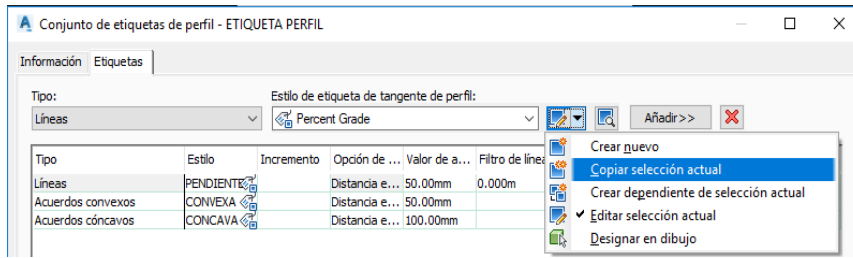 Conjunto de etiquetas de perfil - ETIQUETA PERFIL
Información Etiquetas
Tipo: Estilo de etiqueta de tangente de perfil:
Líneas Percent Grade Añadir>>
Crear nuevo
Tipo Estilo Incremento Opción de ... Valor de a... Filtro de línea
Copiar selección actual
Líneas PENDIENTE Distancia e... 50.00mm 0.000m
Crear dependiente de selección actual
Acuerdos convexos CONVEXA Distancia e... 50.00mm
Editar selección actual
Acuerdos cóncavos CONCAVA Distancia e... 100.00mm
Designar en dibujo